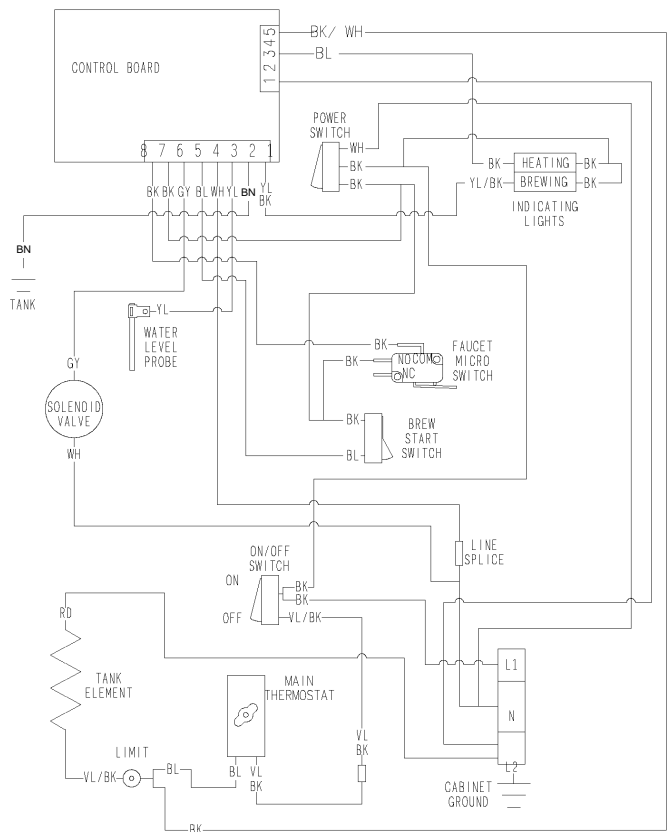 BK/ WH
BL
CONTROL BOARD
1 2 3 4 5
POWER
SWITCH
WH
BK
BK
8 7 6 5 4 3 2 1
BK BK GY BL WH YL BN YL
BK
BK HEATING BK
YL/BK BREWING BK
INDICATING
LIGHTS
BN
TANK
YL
WATER
LEVEL
PROBE
BK
FAUCET
MICRO
SWITCH
BK
NO COM
NC
GY
SOLENDID
VALVE
WH
BK
BREW
START
SWITCH
BL
LINE
SPLICE
ON/OFF
SWITCH
ON
BK
BK
OFF
VL/BK
RD
L1
TANK
ELEMENT
MAIN
THERMOSTAT
N
VL
BK
LIMIT
VL/BK
BL
BL VL
BK
L2
CABINET
GROUND
BK